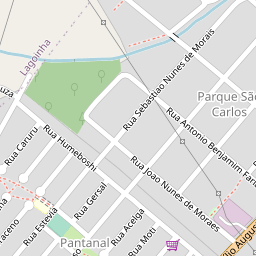 Lagoinha
Rua Sebastiao Nunes de Morais
Parque São
Carlos
Rua Antonio Benjamim
Rua Caruru
Rua Humeboshi
Rua Joao Nunes de Moraes
Rua Gersal
Rua Estevia
Rua Acelga
Rua Moti
Pantanal